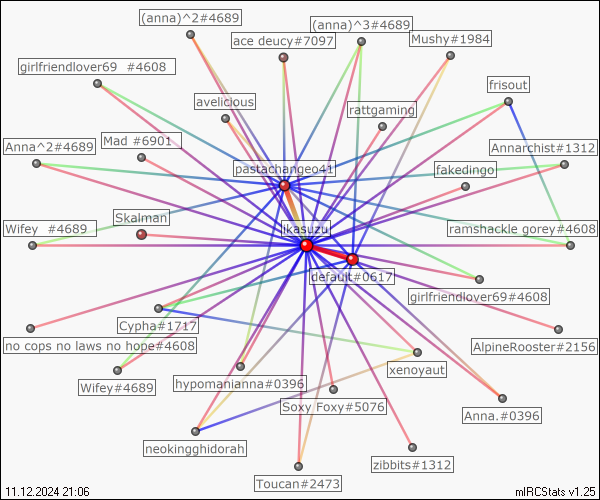 (anna)^2#4689
(anna)^3#4689
ace deucy#7097
Mushy#1984
girlfriendlover69 #4608
frisout
avelicious
rattgaming
Anna^2#4689
Mad #6901
Annarchist#1312
pastachangeo41
fakedingo
Skalman
Wifey #4689
ikasuzu
ramshackle gorey#4608
default#0617
girlfriendlover69#4608
Cypha#1717
no cops no laws no hope#4608
AlpineRooster#2156
xenoyaut
Wifey#4689
hypomanianna#0396
Soxy Foxy#5076
Anna.#0396
neokingghidorah
zibbits#1312
Toucan#2473
11.12.2024 21:06
mIRCStats v1.25